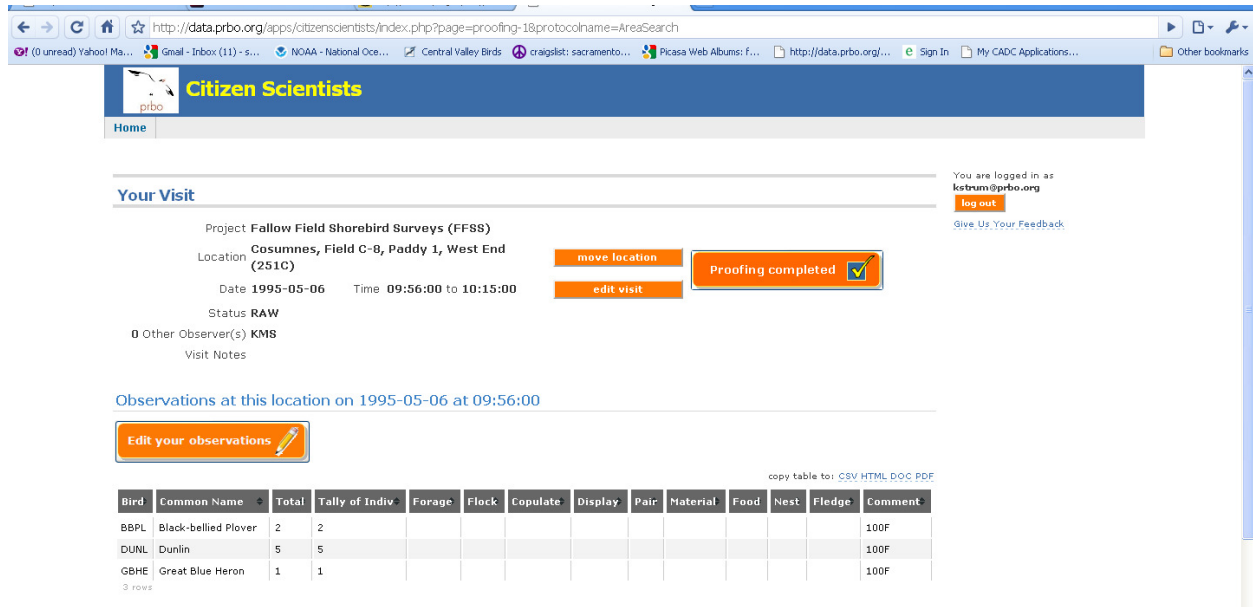 http://data.prbo.org/apps/citizenscientists/index.php?page=proofing-1&protocolname=AreaSearch
(0 unread) Yahoo! Ma... Gmail - Inbox (11) - s... NOAA - National Oce... Central Valley Birds craigslist: sacramento... Picasa Web Albums: f... http://data.prbo.org/... Sign In My CADC Applications... Other bookmarks
prbo
Citizen Scientists
Home
You are logged in as
kstrum@prbo.org
log out
Give Us Your Feedback
Your Visit
Project Fallow Field Shorebird Surveys (FFSS)
Location Cosumnes, Field C-8, Paddy 1, West End
(251C)
move location
Proofing completed
Date 1995-05-06 Time 09:56:00 to 10:15:00
edit visit
Status RAW
0 Other Observer(s) KMS
Visit Notes
Observations at this location on 1995-05-06 at 09:56:00
Edit your observations
copy table to: CSV HTML DOC PDF
Bird Common Name Total Tally of Indiv Forage Flock Copulate Display Pair Material Food Nest Fledge Comment
BBPL Black-bellied Plover 2 2 100F
DUNL Dunlin 5 5 100F
GBHE Great Blue Heron 1 1 100F
3 rows